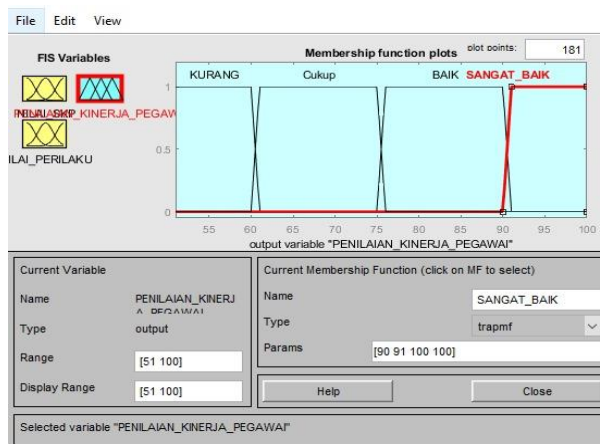 File Edit View
FIS Variables
Membership function plots plot points: 181
KURANG Cukup BAIK SANGAT_BAIK
PENILAIAN_KINERJA_PEGAW
ILAI_PERILAKU
1
0.5
0
55 60 65 70 75 80 85 90 95 100
output variable "PENILAIAN_KINERJA_PEGAWAI"
Current Variable
Name PENILAIAN_KINERJ
A_PEGAWAI
Type output
Range [51 100]
Display Range [51 100]
Current Membership Function (click on MF to select)
Name SANGAT_BAIK
Type trapmf
Params [90 91 100 100]
Help Close
Selected variable "PENILAIAN_KINERJA_PEGAWAI"